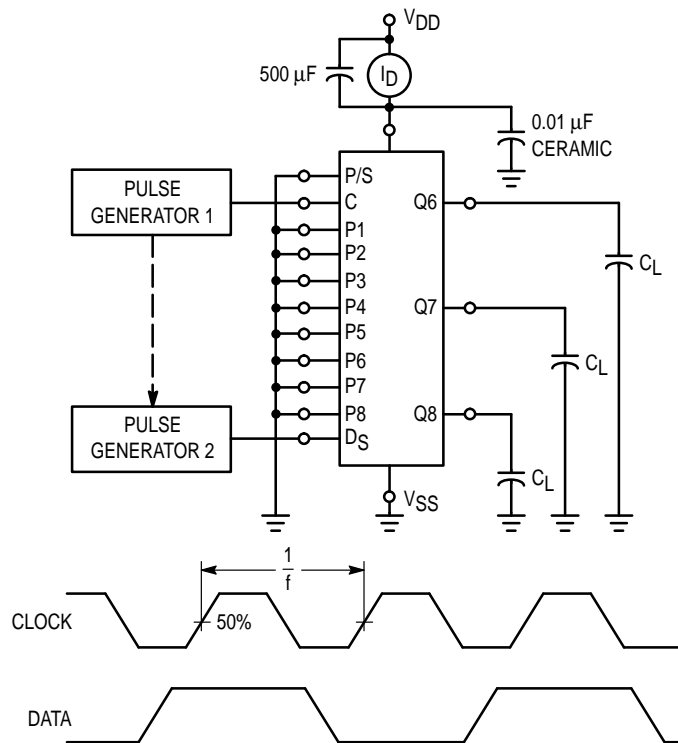 VDD
500 μF
ID
0.01 μF
CERAMIC
PULSE
GENERATOR 1
P/S
C
P1
P2
P3
P4
P5
P6
P7
P8
DS
Q6
Q7
Q8
CL
CL
CL
PULSE
GENERATOR 2
VSS
1
f
CLOCK
50%
DATA